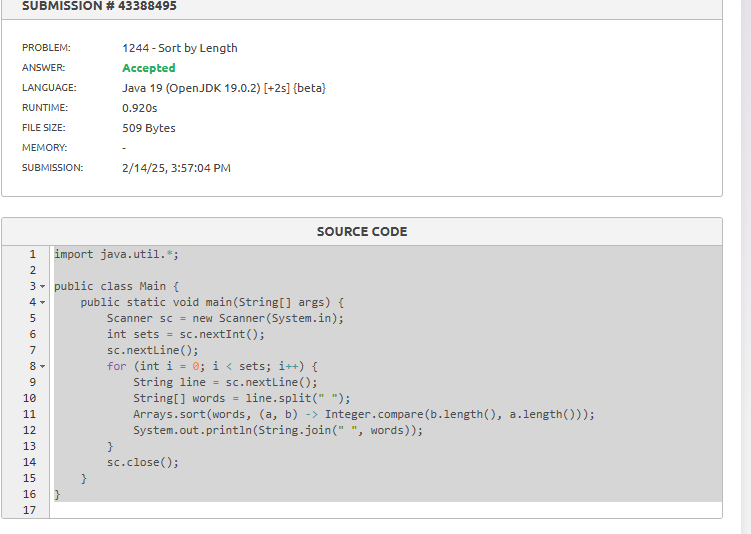 SUBMISSION # 43388495
PROBLEM: 1244 - Sort by Length
ANSWER: Accepted
LANGUAGE: Java 19 (OpenJDK 19.0.2) [+2s] {beta}
RUNTIME: 0.920s
FILE SIZE: 509 Bytes
MEMORY: -
SUBMISSION: 2/14/25, 3:57:04 PM
SOURCE CODE
1 import java.util.*;
2
3 public class Main {
4     public static void main(String[] args) {
5         Scanner sc = new Scanner(System.in);
6         int sets = sc.nextInt();
7         sc.nextLine();
8         for (int i = 0; i < sets; i++) {
9             String line = sc.nextLine();
10             String[] words = line.split(" ");
11             Arrays.sort(words, (a, b) -> Integer.compare(b.length(), a.length()));
12             System.out.println(String.join(" ", words));
13         }
14         sc.close();
15     }
16 }
17